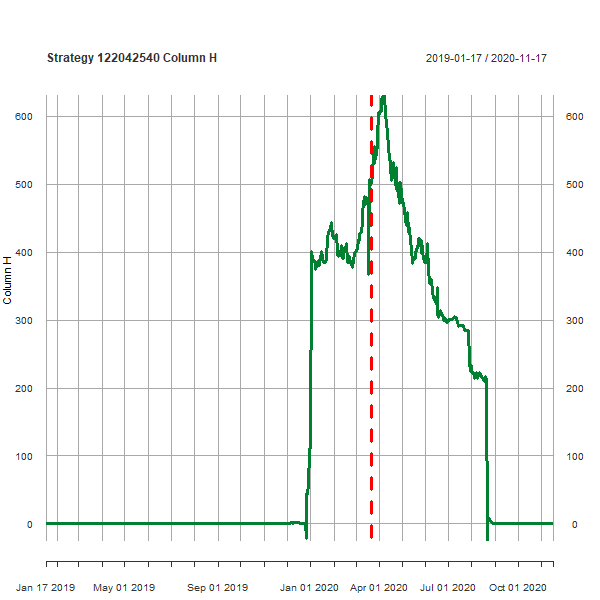 Strategy 122042540 Column H
2019-01-17 / 2020-11-17
600
600
500
500
400
400
300
300
200
200
100
100
0
0
Column H
Jan 17 2019
May 01 2019
Sep 01 2019
Jan 01 2020
Apr 01 2020
Jul 01 2020
Oct 01 2020